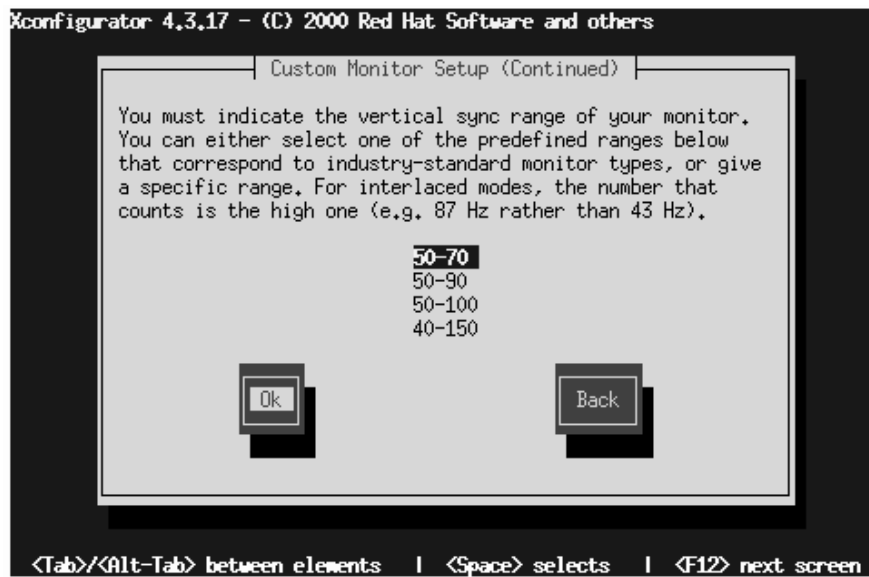 Xconfigurator 4.3.17 - (C) 2000 Red Hat Software and others
Custom Monitor Setup (Continued)
You must indicate the vertical sync range of your monitor.
You can either select one of the predefined ranges below
that correspond to industry-standard monitor types, or give
a specific range. For interlaced modes, the number that
counts is the high one (e.g. 87 Hz rather than 43 Hz).
50-70
50-90
50-100
40-150
Ok Back
<Tab>/<Alt-Tab> between elements | <Space> selects | <F12> next screen